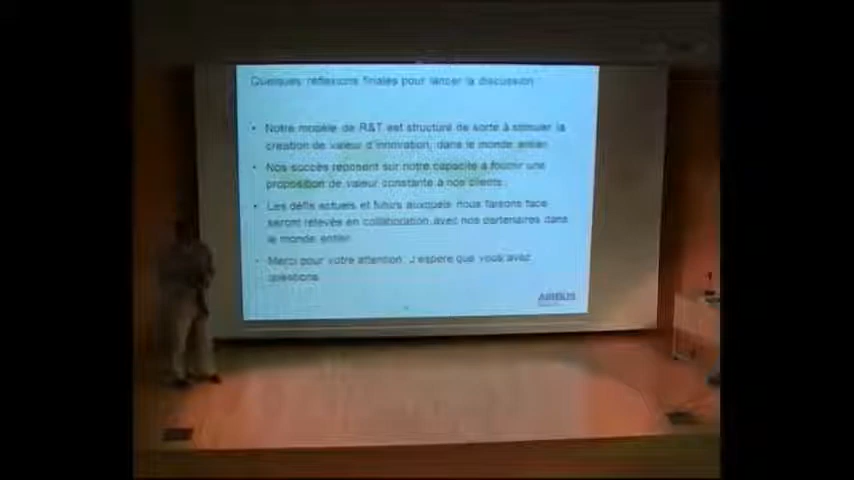 Quelques réflexions finales pour lancer la discussion
• Notre modèle de R&T est structuré de sorte à stimuler la
création de valeur d'innovation, dans le monde entier.
• Nos succès reposent sur notre capacité à fournir une
proposition de valeur constante à nos clients.
• Les défis actuels et futurs auxquels nous faisons face
seront relevés en collaboration avec nos partenaires dans
le monde entier.
• Merci pour votre attention. J'espère que vous avez
questions.
AIRBUS